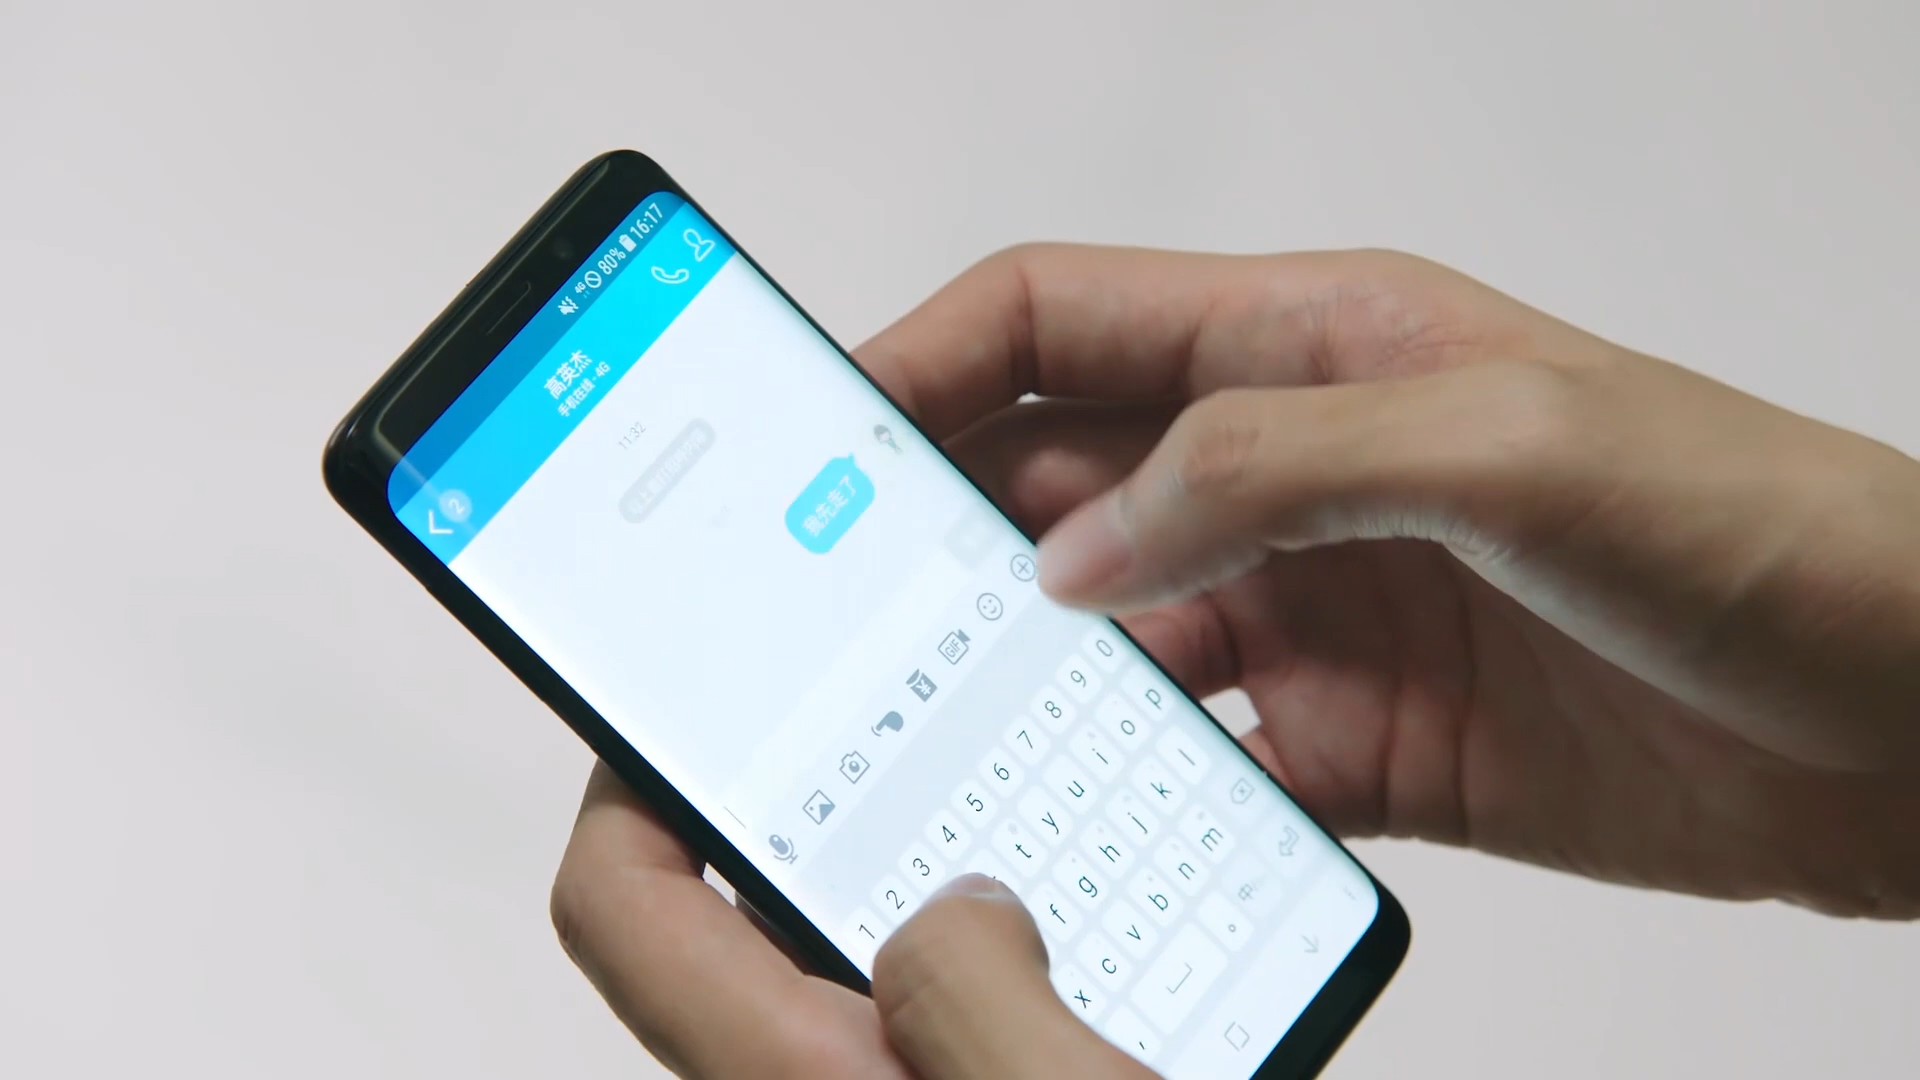 80% 16:17
4G
2
高英杰
手机在线 - 4G
11:32
我先走了
GIF
1 2 3 4 5 6 7 8 9 0
t y u i o p
f g h j k l
x c v b n m
, 。 中